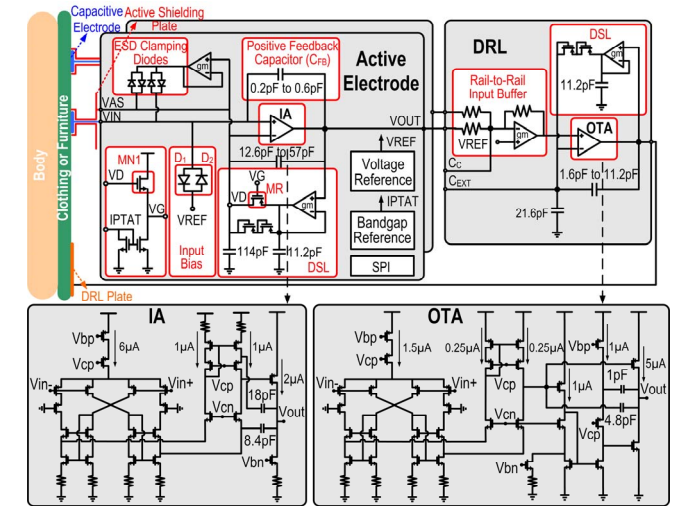 Capacitive
Electrode
Active Shielding
Plate
ESD Clamping
Diodes
gm
Positive Feedback
Capacitor (CFB)
0.2pF to 0.6pF
Active
Electrode
DRL
DSL
gm
11.2pF
VAS
VIN
IA
VOUT
Rail-to-Rail
Input Buffer
VREF
gm
OTA
Body
Clothing or Furniture
MN1
VD
IPTAT
VG
D1
D2
VREF
Input
Bias
12.6pF to 57pF
VG
VD
MR
gm
114pF
11.2pF
DSL
VREF
Voltage
Reference
IPTAT
Bandgap
Reference
SPI
CC
CEXT
1.6pF to 11.2pF
21.6pF
DRL Plate
IA
Vbp
6µA
Vcp
1µA
1µA
2µA
Vin-
Vin+
Vcp
18pF
Vcn
Vout
8.4pF
Vbn
OTA
Vbp
1.5µA
Vcp
0.25µA
0.25µA
Vbp
1µA
5µA
Vin-
Vin+
Vcp
1µA
1pF
Vout
Vcn
4.8pF
Vcp
Vbn